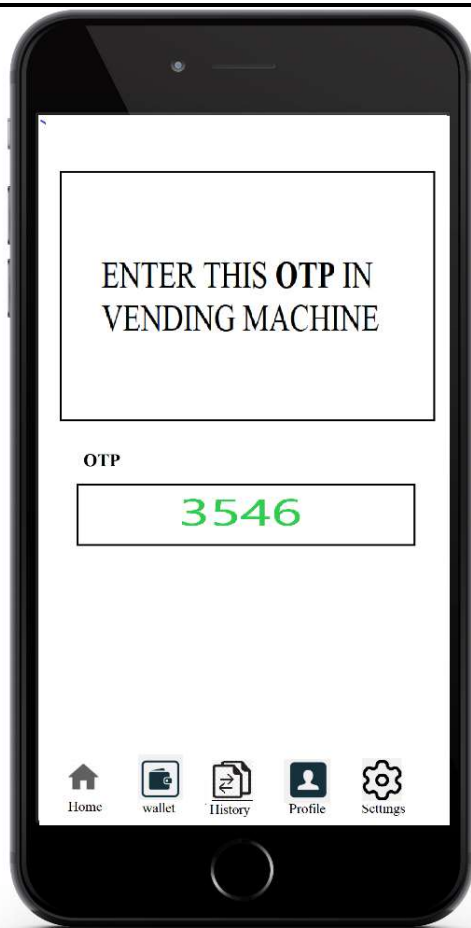 ENTER THIS OTP IN
VENDING MACHINE
OTP
3546
Home wallet History Profile Settings